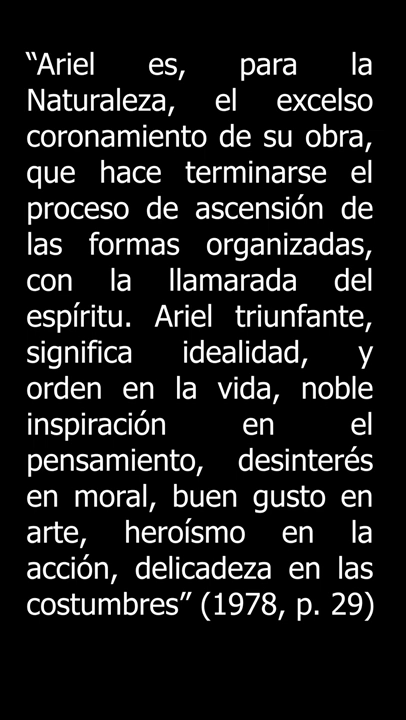 “Ariel es, para la
Naturaleza, el excelso
coronamiento de su obra,
que hace terminarse el
proceso de ascensión de
las formas organizadas,
con la llamarada del
espíritu. Ariel triunfante,
significa idealidad, y
orden en la vida, noble
inspiración en el
pensamiento, desinterés
en moral, buen gusto en
arte, heroísmo en la
acción, delicadeza en las
costumbres” (1978, p. 29)